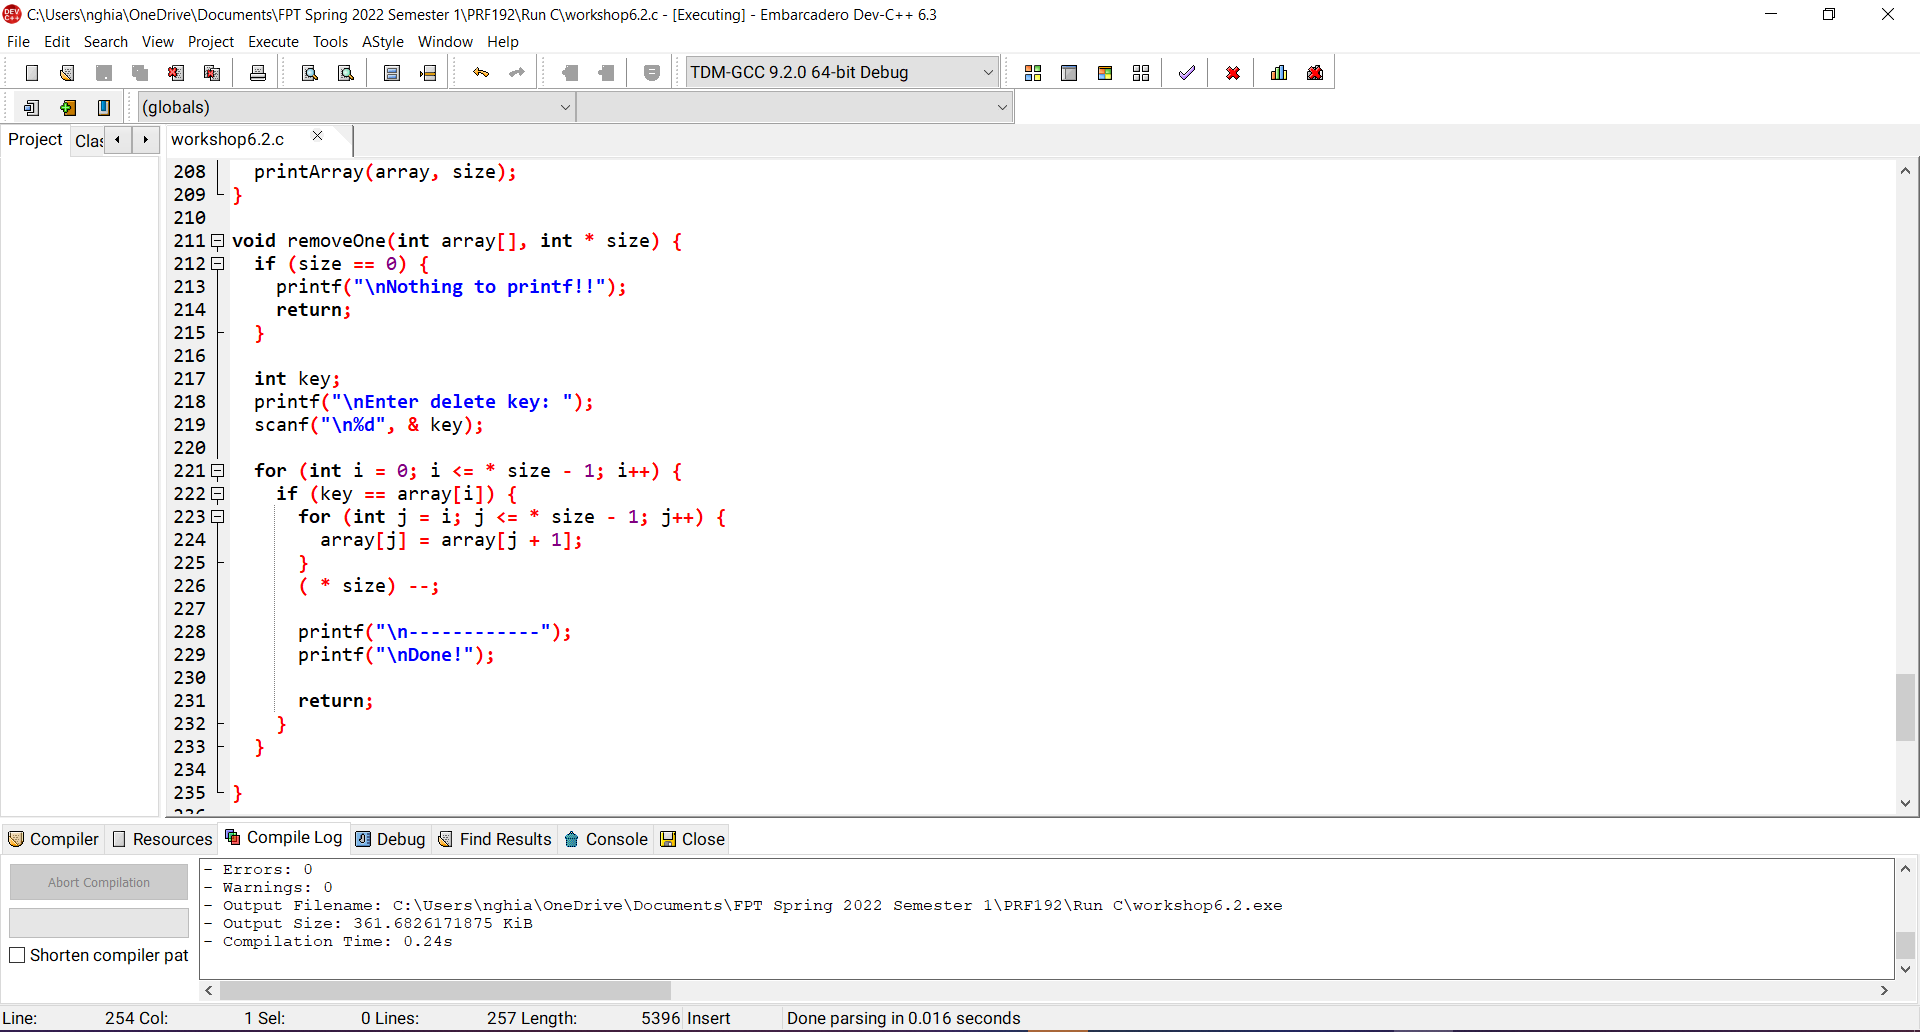 C:\Users\nghia\OneDrive\Documents\FPT Spring 2022 Semester 1\PRF192\Run C\workshop6.2.c - [Executing] - Embarcadero Dev-C++ 6.3
File Edit Search View Project Execute Tools AStyle Window Help
TDM-GCC 9.2.0 64-bit Debug
(globals)
Project Clas workshop6.2.c
208 printArray(array, size);
209 }
210
211 void removeOne(int array[], int * size) {
212 if (size == 0) {
213 printf("\nNothing to printf!!");
214 return;
215 }
216
217 int key;
218 printf("\nEnter delete key: ");
219 scanf("\n%d", & key);
220
221 for (int i = 0; i <= * size - 1; i++) {
222 if (key == array[i]) {
223 for (int j = i; j <= * size - 1; j++) {
224 array[j] = array[j + 1];
225 }
226 ( * size) --;
227
228 printf("\n------------");
229 printf("\nDone!");
230
231 return;
232 }
233 }
234
235 }
Compiler Resources Compile Log Debug Find Results Console Close
Abort Compilation
Shorten compiler pat
- Errors: 0
- Warnings: 0
- Output Filename: C:\Users\nghia\OneDrive\Documents\FPT Spring 2022 Semester 1\PRF192\Run C\workshop6.2.exe
- Output Size: 361.6826171875 KiB
- Compilation Time: 0.24s
Line: 254 Col: 1 Sel: 0 Lines: 257 Length: 5396 Insert Done parsing in 0.016 seconds